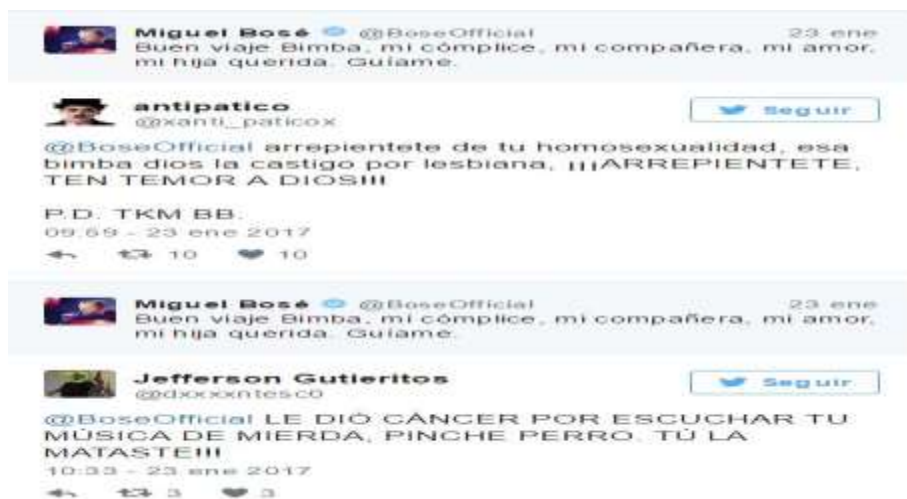 Miguel Bosé @BoseOfficial 23 ene
Buen viaje Bimba, mi cómplice, mi compañera, mi amor,
mi hija querida. Guíame.
antipatico
@xanti_paticox
Seguir
@BoseOfficial arrepientete de tu homosexualidad, esa
bimba dios la castigo por lesbiana, ¡¡¡ARREPIENTETE,
TEN TEMOR A DIOS!!!
P.D. TKM BB.
09:59 - 23 ene 2017
10 10
Miguel Bosé @BoseOfficial 23 ene
Buen viaje Bimba, mi cómplice, mi compañera, mi amor,
mi hija querida. Guíame.
Jefferson Gutieritos
@dxxxxntesco
Seguir
@BoseOfficial LE DIÓ CÁNCER POR ESCUCHAR TU
MÚSICA DE MIERDA, PINCHE PERRO. TÚ LA
MATASTE!!!
10:33 - 23 ene 2017
3 3